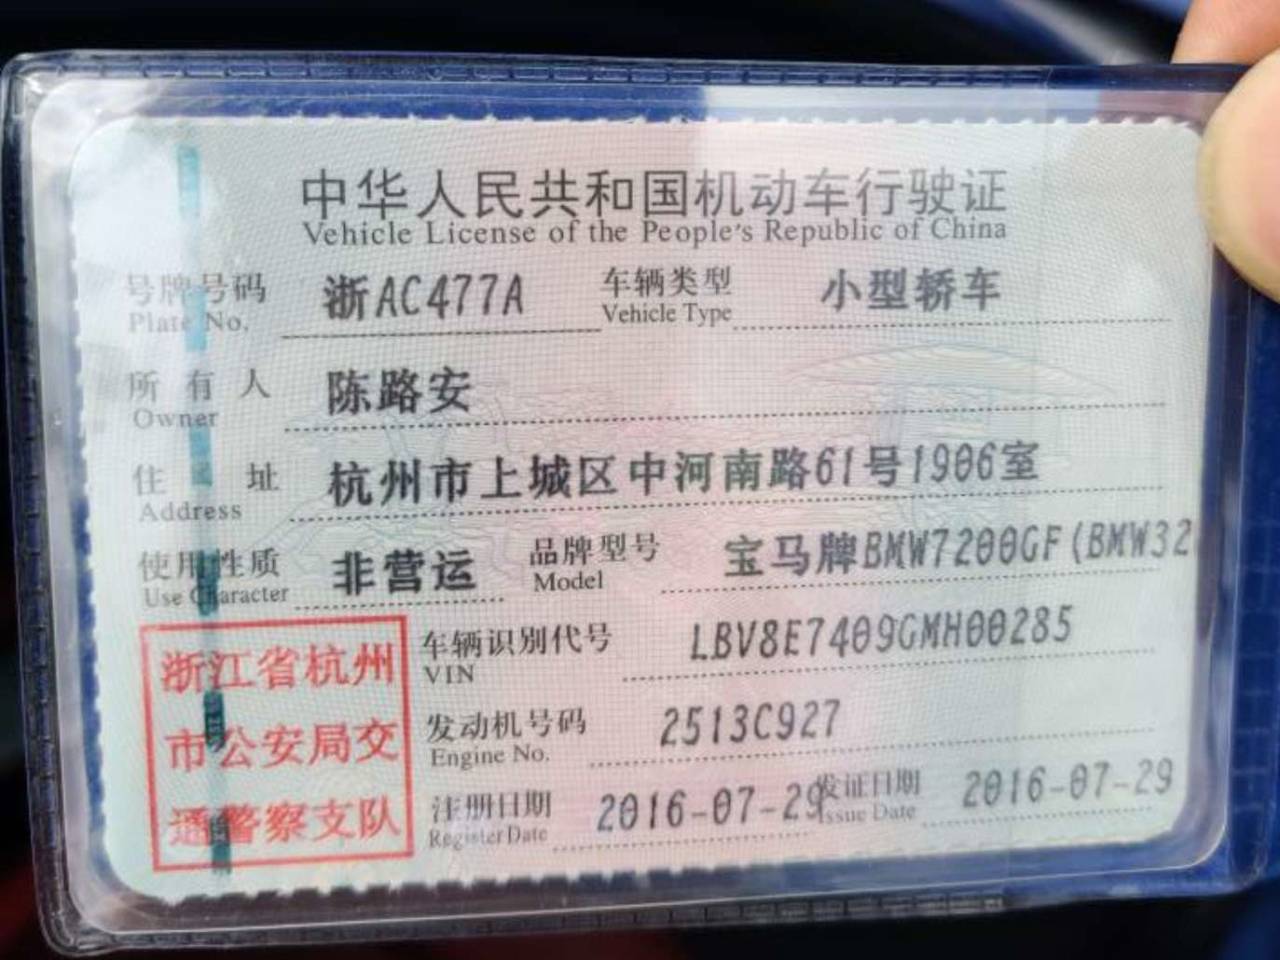 中华人民共和国机动车行驶证
Vehicle License of the People's Republic of China
号牌号码 浙AC477A 车辆类型 小型轿车
Plate No. Vehicle Type
所有人 陈路安
Owner
住址 杭州市上城区中河南路61号1906室
Address
使用性质 非营运 品牌型号 宝马牌BMW7200GF(BMW32
Use Character Model
浙江省杭州
市公安局交
通警察支队
车辆识别代号 LBV8E7409GMH00285
VIN
发动机号码 2513C927
Engine No.
注册日期 2016-07-29 发证日期 2016-07-29
Register Date Issue Date